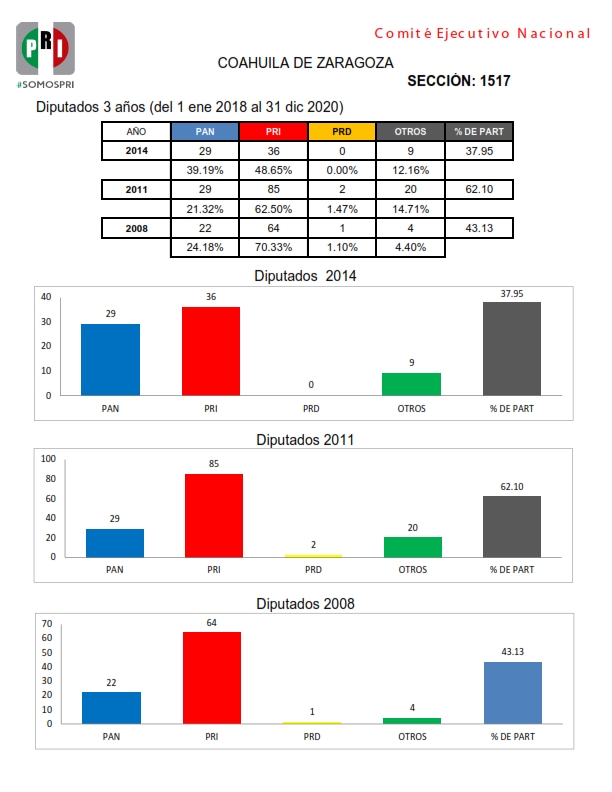 Comité Ejecutivo Nacional
PRI
#SOMOSPRI
COAHUILA DE ZARAGOZA
SECCIÓN: 1517
Diputados 3 años (del 1 ene 2018 al 31 dic 2020)
AÑO PAN PRI PRD OTROS % DE PART
2014 29 36 0 9 37.95
39.19% 48.65% 0.00% 12.16%
2011 29 85 2 20 62.10
21.32% 62.50% 1.47% 14.71%
2008 22 64 1 4 43.13
24.18% 70.33% 1.10% 4.40%
Diputados 2014
40
30
20
10
0
29 36 0 9 37.95
PAN PRI PRD OTROS % DE PART
Diputados 2011
100
80
60
40
20
0
29 85 2 20 62.10
PAN PRI PRD OTROS % DE PART
Diputados 2008
70
60
50
40
30
20
10
0
22 64 1 4 43.13
PAN PRI PRD OTROS % DE PART